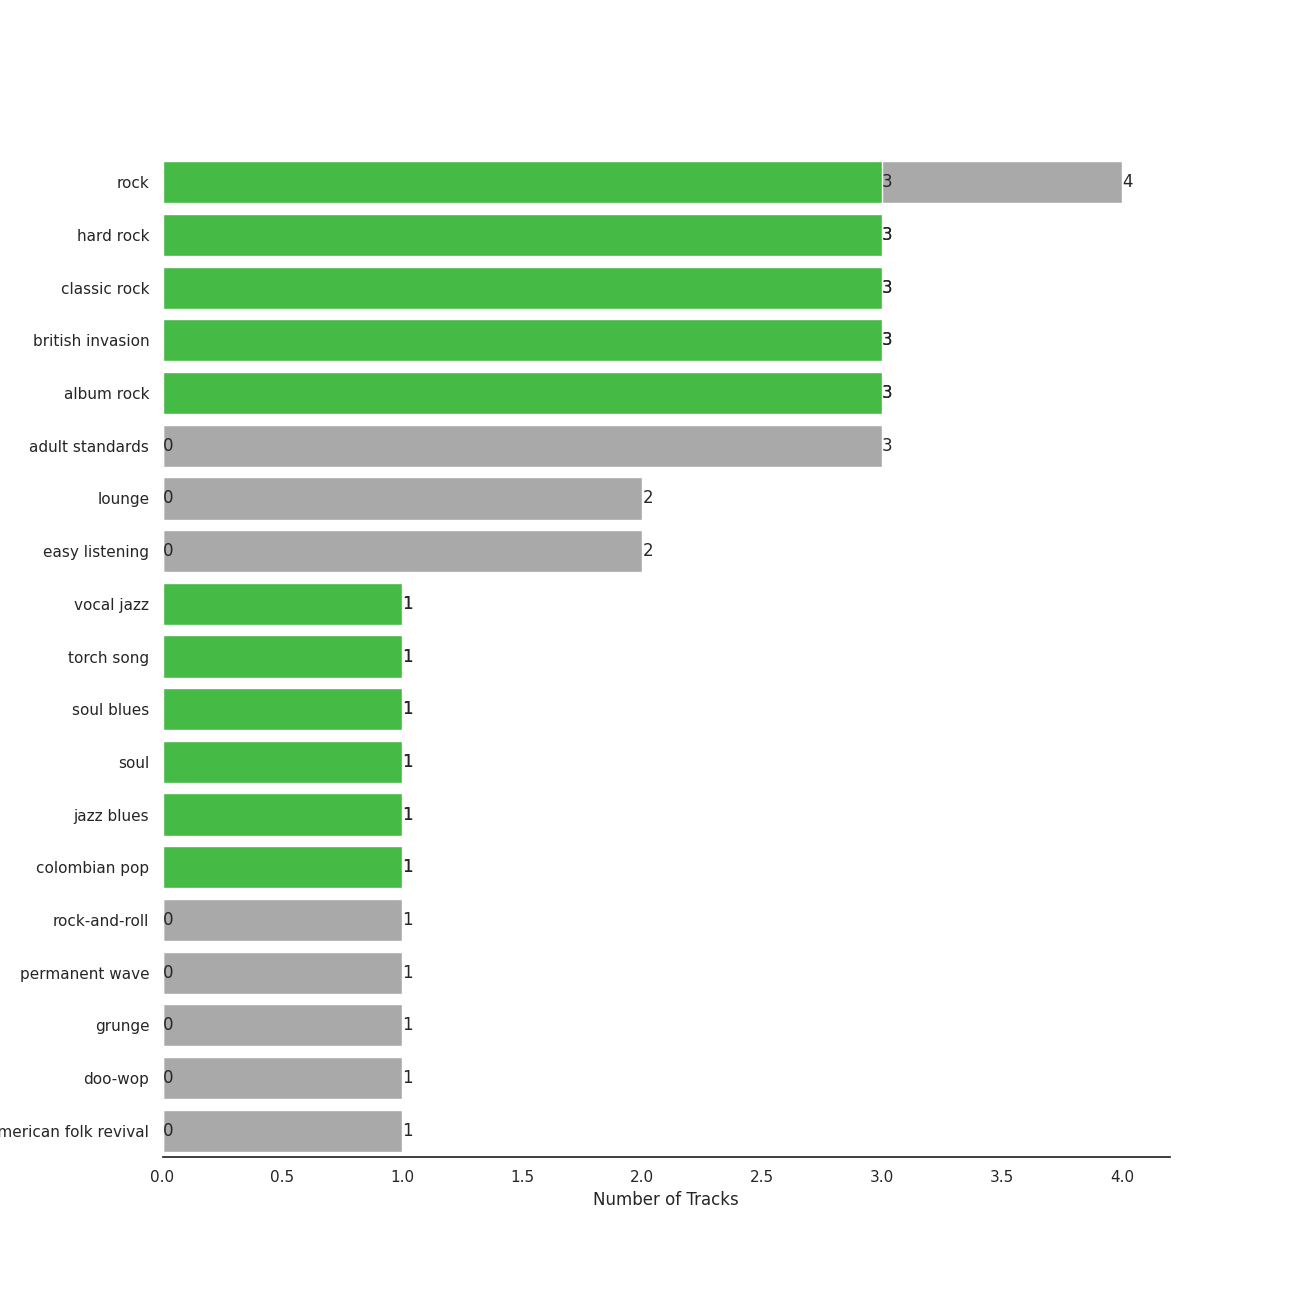 rock 3 4
hard rock 3
classic rock 3
british invasion 3
album rock 3
adult standards 0 3
lounge 0 2
easy listening 0 2
vocal jazz 1
torch song 1
soul blues 1
soul 1
jazz blues 1
colombian pop 1
rock-and-roll 0 1
permanent wave 0 1
grunge 0 1
doo-wop 0 1
merican folk revival 0 1
0.0 0.5 1.0 1.5 2.0 2.5 3.0 3.5 4.0
Number of Tracks